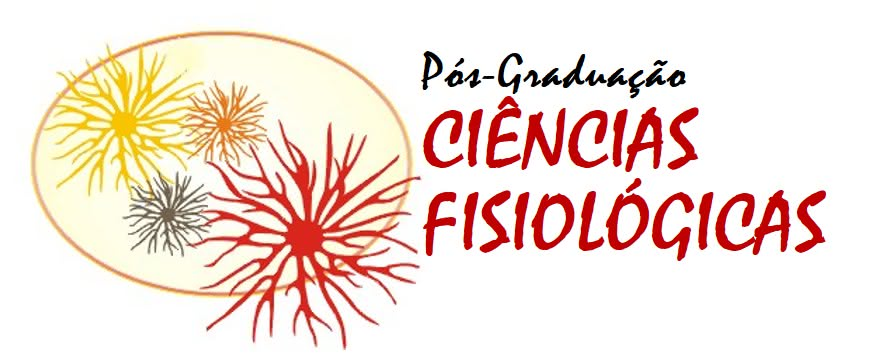 Pós-Graduação
CIÊNCIAS
FISIOLÓGICAS